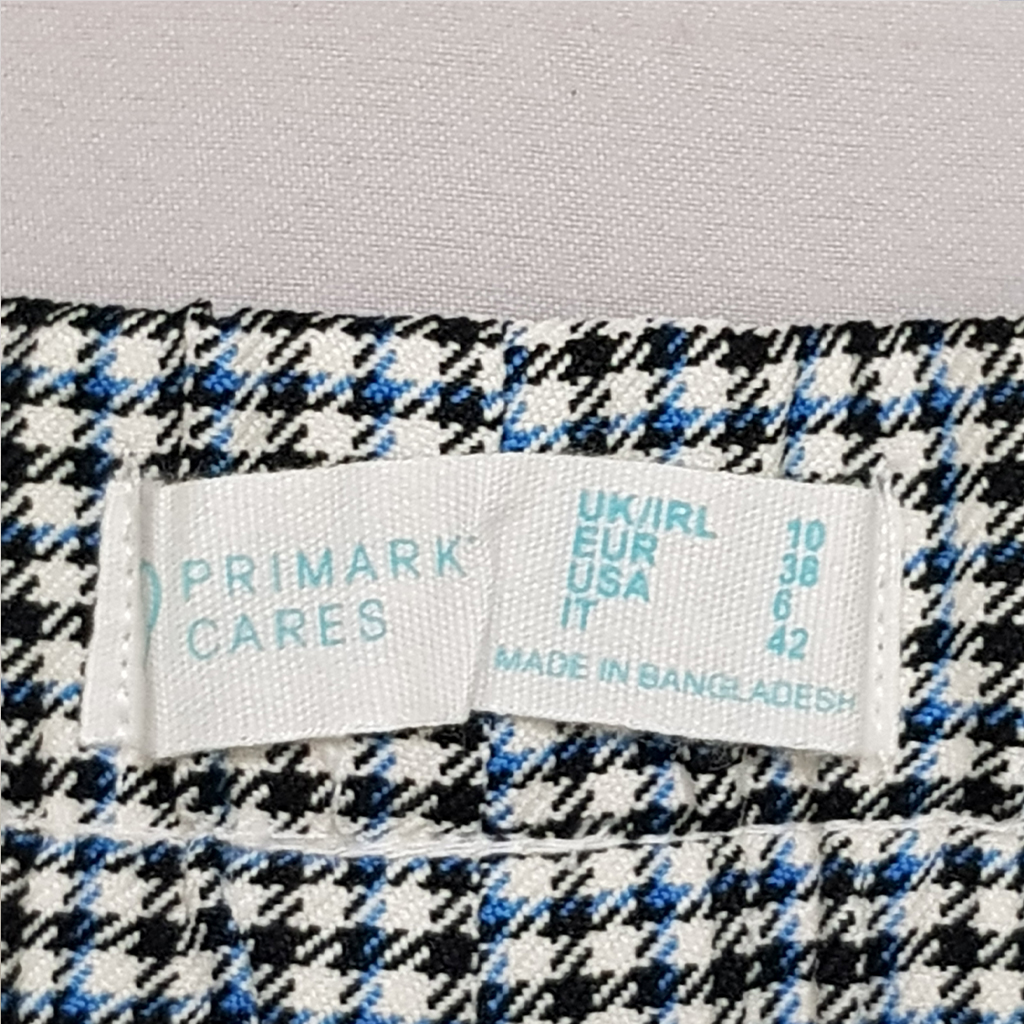 PRIMARK
CARES
UK/IRL 10
EUR 38
USA 6
IT 42
MADE IN BANGLADESH